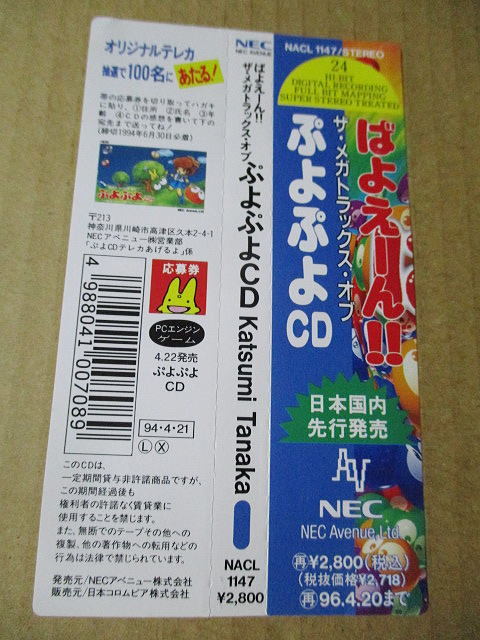 オリジナルテレカ
抽選で100名にあたる!
帯の応募券を切り取ってハガキ
に貼り、①住所 ②氏名 ③年
齢 ④CDの感想を書いて下の
宛先まで送ってね♪
(締切1994年6月30日必着)
ぷよぷよ
〒213
神奈川県川崎市高津区久本2-4-1
NECアベニュー㈱営業部
「ぷよCDテレカあげるよ」係
4 988041 007089
応募券
PCエンジン
ゲーム
4.22発売
ぷよぷよ
CD
94・4・21
Ⓛ Ⓧ
このCDは、
一定期間貸与非許諾商品ですが、
この期間経過後も
権利者の許諾なく賃貸業に
使用することを禁じます。
また、無断でのテープその他への
複製、他の著作物への転用などの
行為は法律で禁じられています。
発売元/NECアベニュー株式会社
販売元/日本コロムビア株式会社
NEC
NEC AVENUE
ばよえーん!!
ザ・メガトラックス・オブ
ぷよぷよCD Katsumi Tanaka
NACL
1147
¥2,800
NACL 1147/STEREO
24
HI-BIT
DIGITAL RECORDING
FULL BIT MAPPING
SUPER STEREO TREATED
ばよえーん!!
ザ・メガトラックス・オブ
ぷよぷよCD
日本国内
先行発売
AV
NEC
NEC Avenue,Ltd.
再¥2,800(税込)
(税抜価格¥2,718)
再96.4.20まで